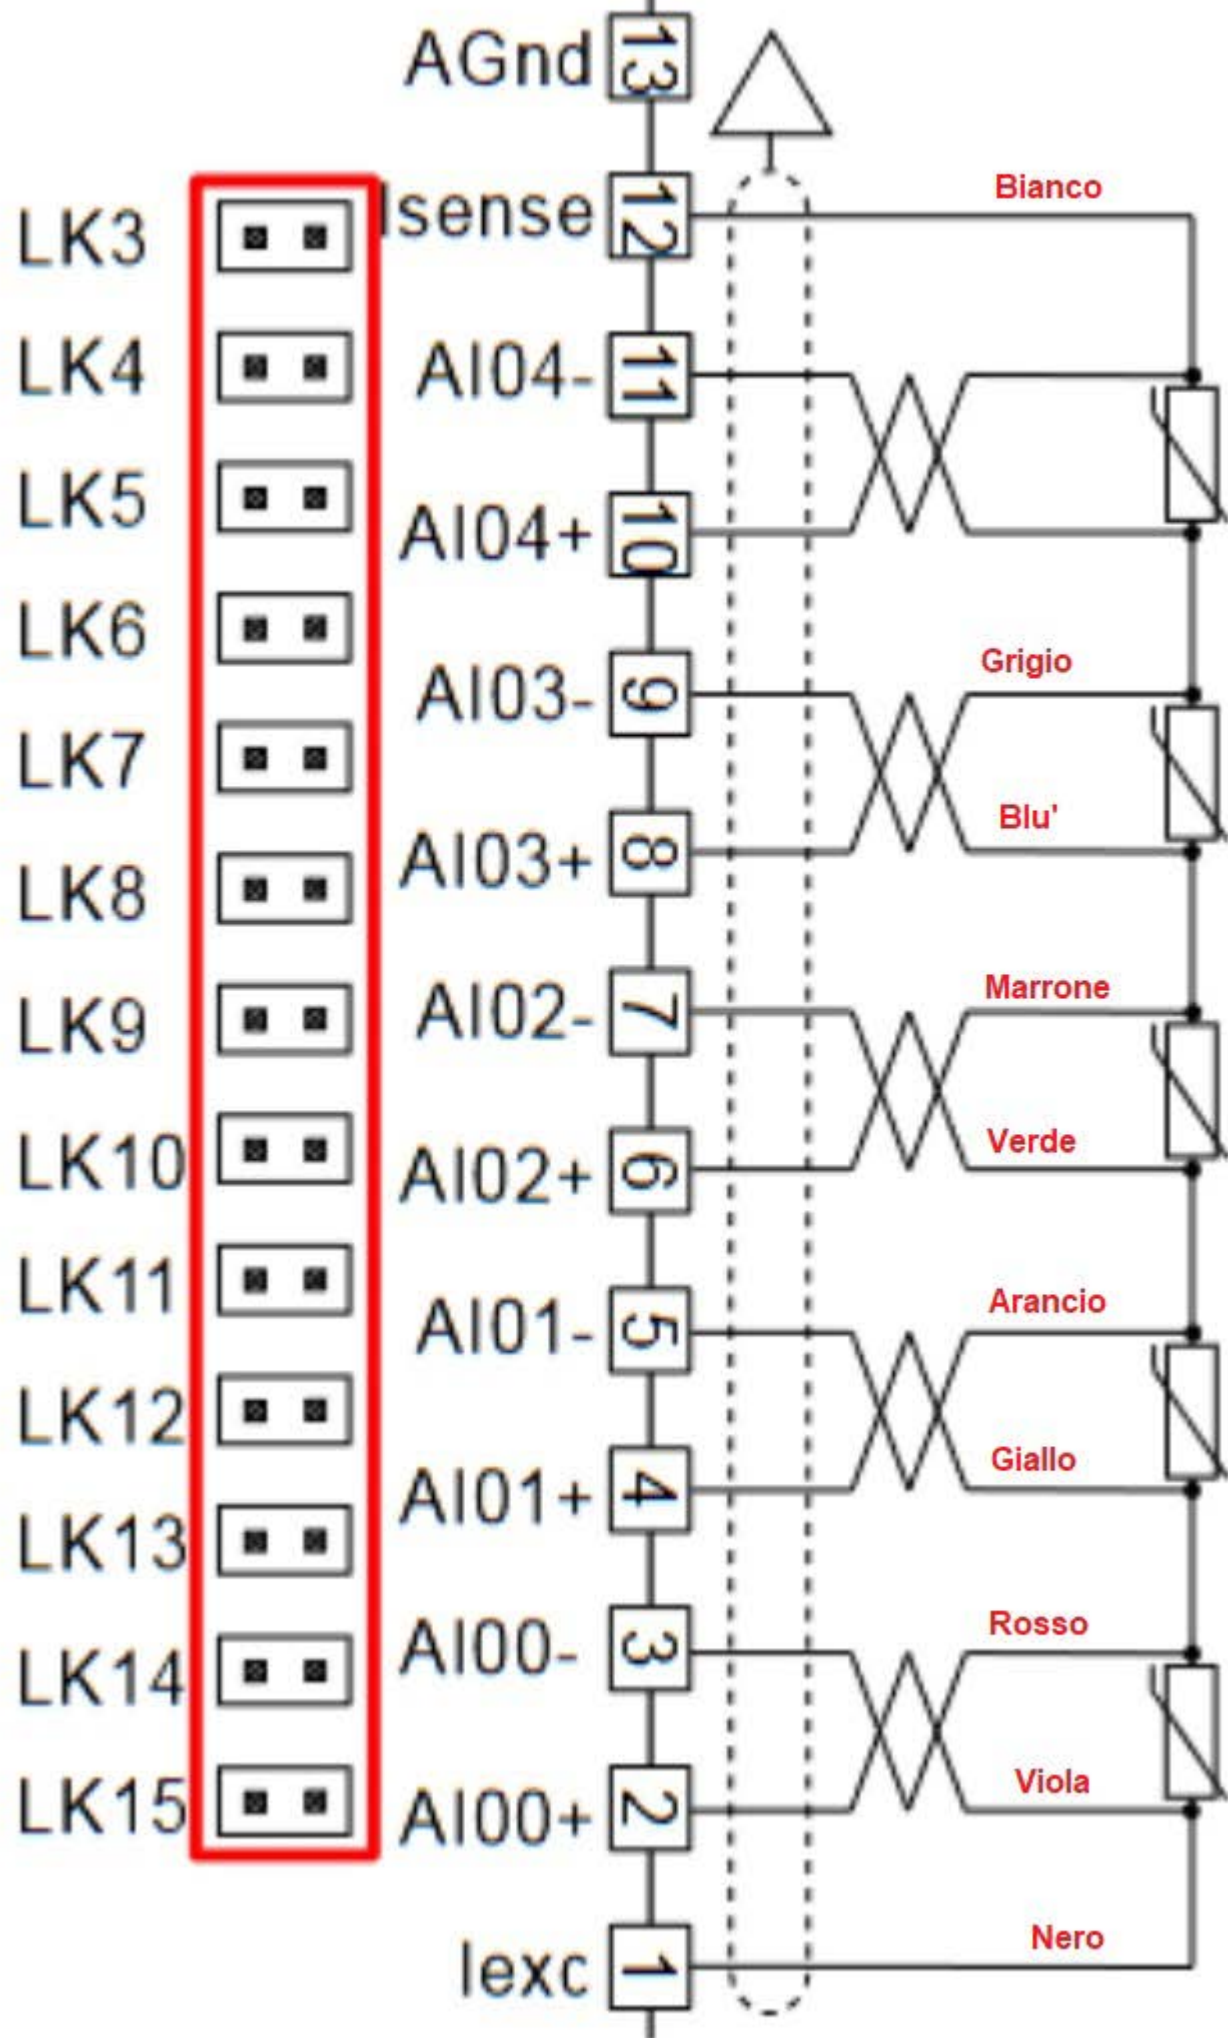 AGnd 13
Isense 12 Bianco
LK3
LK4 AI04- 11
LK5 AI04+ 10
LK6
AI03- 9 Grigio
LK7
LK8 AI03+ 8 Blu'
LK9 AI02- 7 Marrone
LK10 AI02+ 6 Verde
LK11
AI01- 5 Arancio
LK12
LK13 AI01+ 4 Giallo
LK14 AI00- 3 Rosso
LK15 AI00+ 2 Viola
Iexc 1 Nero